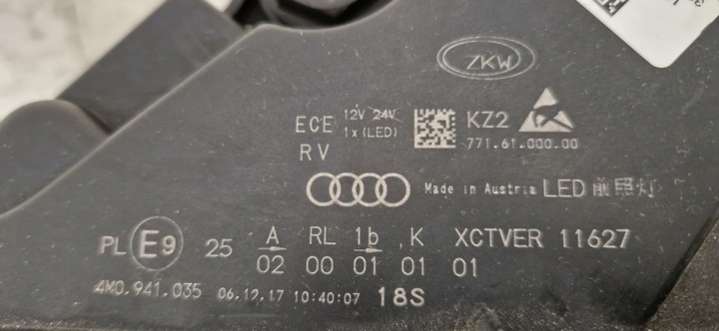 ZKW
ECE 12V 24V
1x(LED) KZ2
RV 771.61.000.00
Made in Austria LED 前照灯
PL E9 25 A RL 1b ,K XCTVER 11627
02 00 01 01 01
4M0.941.035 06.12.17 10:40:07 18S